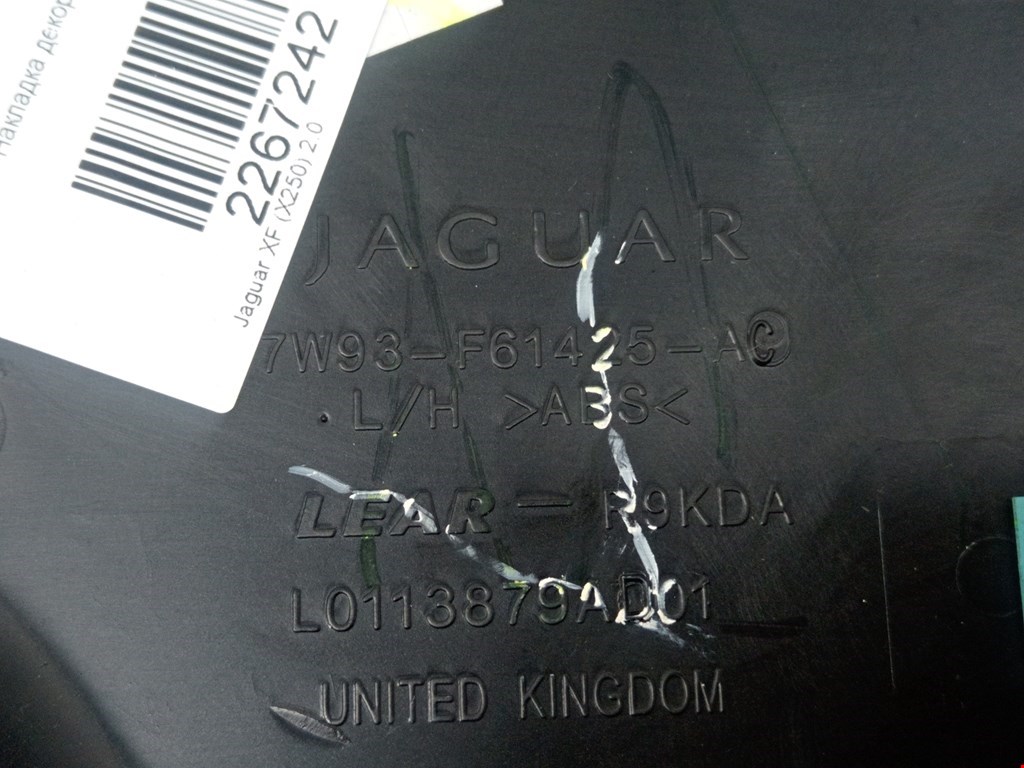 Накладка декор
2267242
Jaguar XF (X250) 2.0
JAGUAR
7W93-F61425-AC
L/H >ABS<
LEAR - R9KDA
L0113879AD01
UNITED KINGDOM